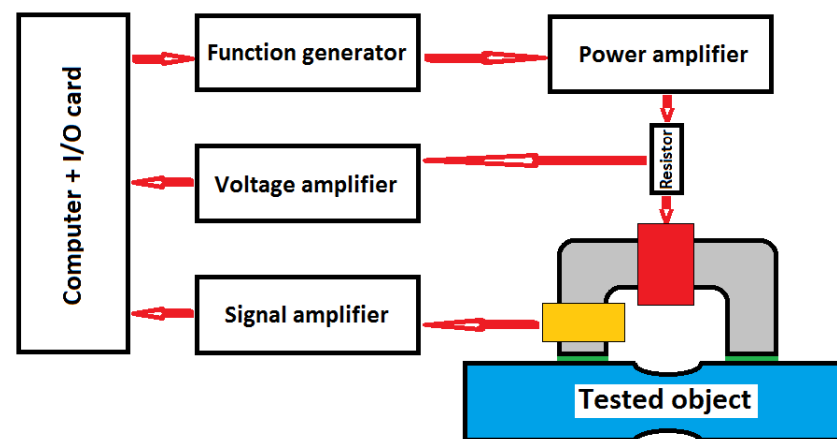 Computer + I/O card
Function generator
Power amplifier
Resistor
Voltage amplifier
Signal amplifier
Tested object